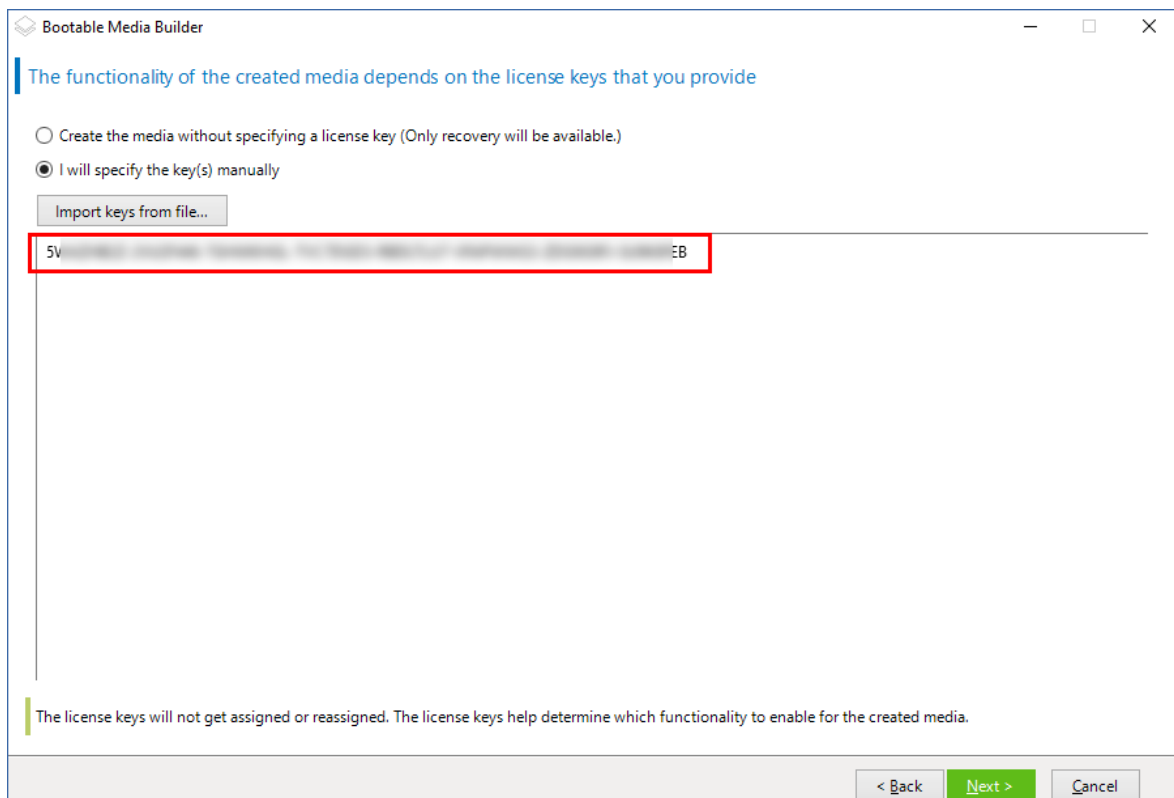 Bootable Media Builder
The functionality of the created media depends on the license keys that you provide
Create the media without specifying a license key (Only recovery will be available.)
I will specify the key(s) manually
Import keys from file...
The license keys will not get assigned or reassigned. The license keys help determine which functionality to enable for the created media.
< Back Next > Cancel